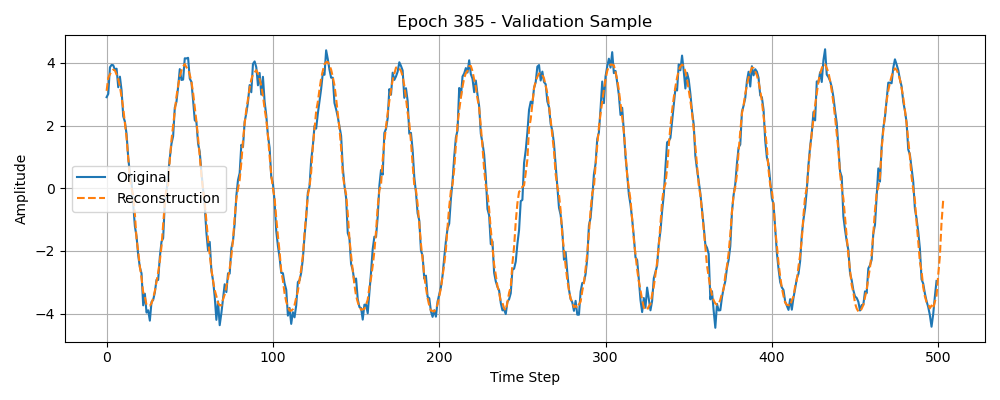 Epoch 385 - Validation Sample
4
2
0
−2
−4
Amplitude
Original
Reconstruction
0 100 200 300 400 500
Time Step